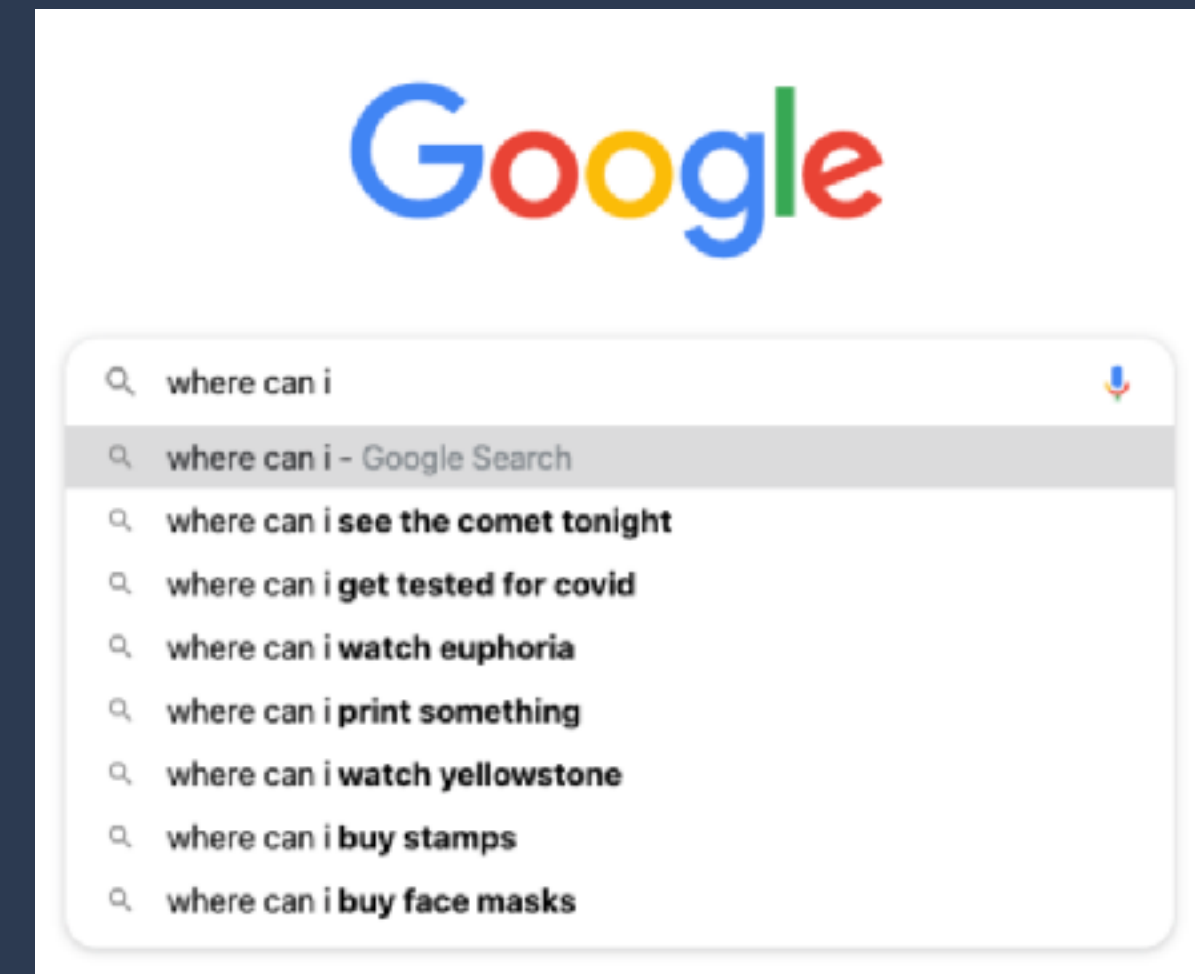 Google
where can i
where can i - Google Search
where can i see the comet tonight
where can i get tested for covid
where can i watch euphoria
where can i print something
where can i watch yellowstone
where can i buy stamps
where can i buy face masks